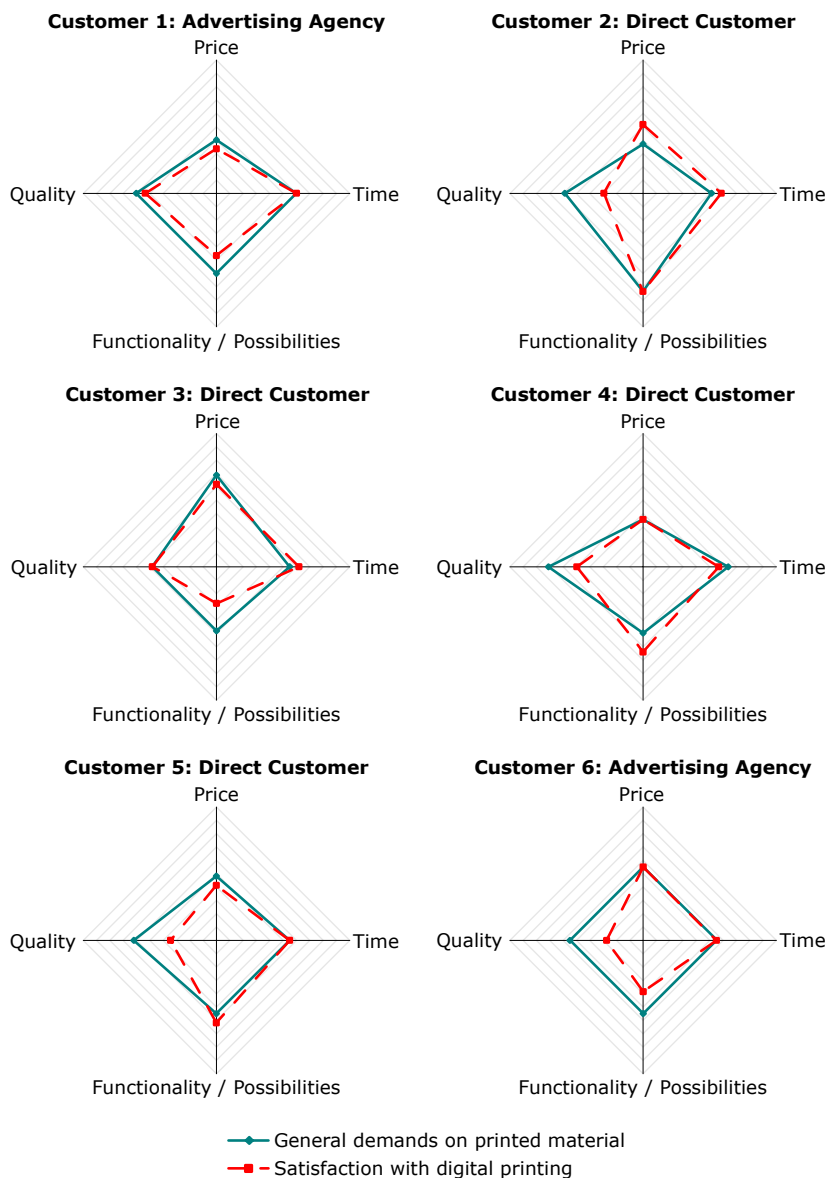 Customer 1: Advertising Agency
Price
Quality
Time
Functionality / Possibilities
Customer 2: Direct Customer
Price
Quality
Time
Functionality / Possibilities
Customer 3: Direct Customer
Price
Quality
Time
Functionality / Possibilities
Customer 4: Direct Customer
Price
Quality
Time
Functionality / Possibilities
Customer 5: Direct Customer
Price
Quality
Time
Functionality / Possibilities
Customer 6: Advertising Agency
Price
Quality
Time
Functionality / Possibilities
General demands on printed material
Satisfaction with digital printing